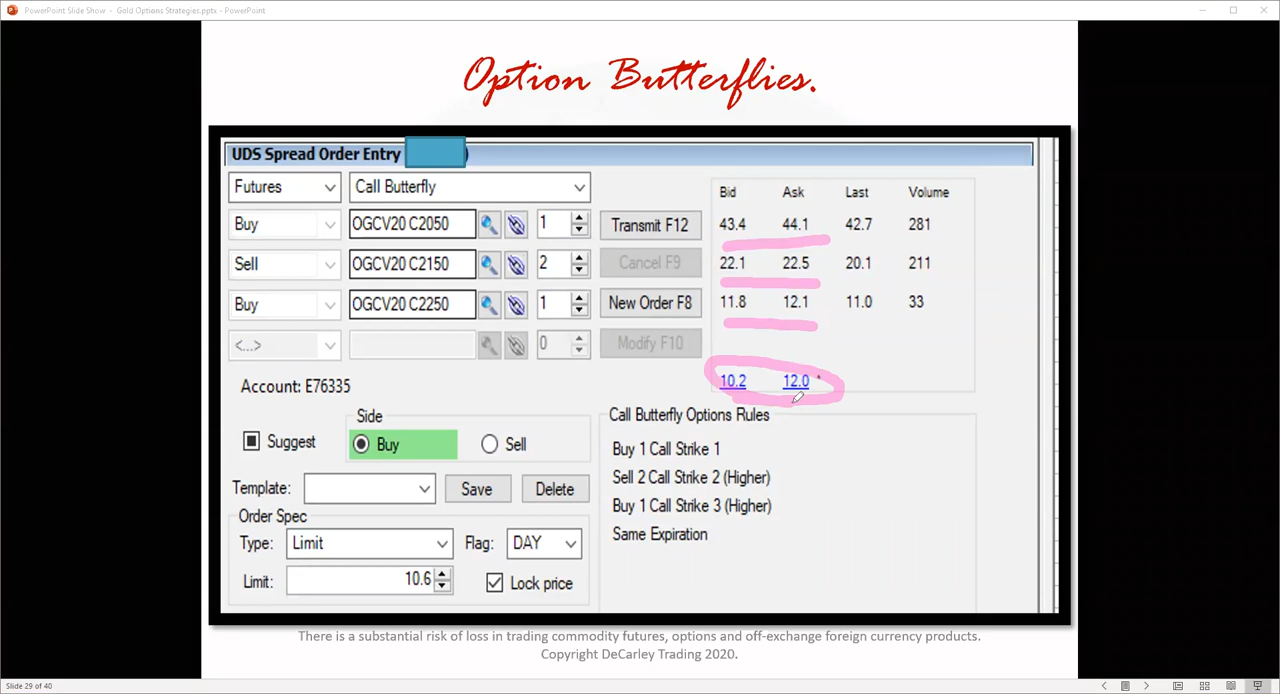 PowerPoint Slide Show - Gold Options Strategies.pptx - PowerPoint
Option Butterflies.
UDS Spread Order Entry )
Futures Call Butterfly Bid Ask Last Volume
Buy OGCV20 C2050 1 Transmit F12 43.4 44.1 42.7 281
Sell OGCV20 C2150 2 Cancel F9 22.1 22.5 20.1 211
Buy OGCV20 C2250 1 New Order F8 11.8 12.1 11.0 33
<...> 0 Modify F10
Account: E76335 10.2 12.0 *
Side Call Butterfly Options Rules
Suggest Buy Sell Buy 1 Call Strike 1
Sell 2 Call Strike 2 (Higher)
Template: Save Delete Buy 1 Call Strike 3 (Higher)
Order Spec Same Expiration
Type: Limit Flag: DAY
Limit: 10.6 Lock price
There is a substantial risk of loss in trading commodity futures, options and off-exchange foreign currency products.
Copyright DeCarley Trading 2020.
Slide 29 of 40